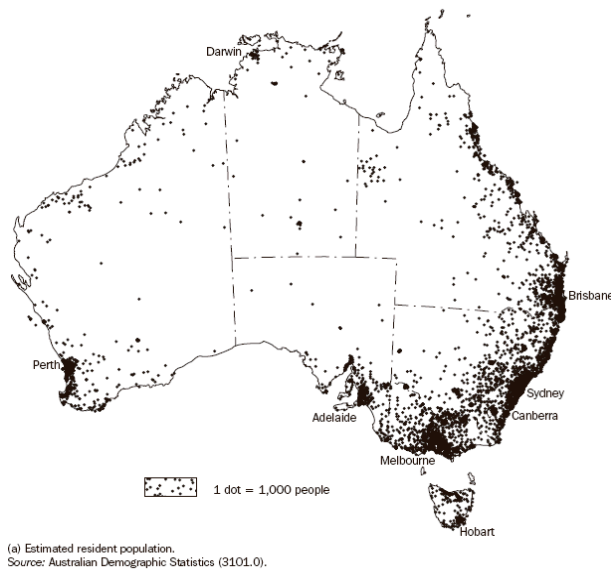 Darwin
Brisbane
Perth
Sydney
Adelaide
Canberra
Melbourne
1 dot = 1,000 people
Hobart
(a) Estimated resident population.
Source: Australian Demographic Statistics (3101.0).